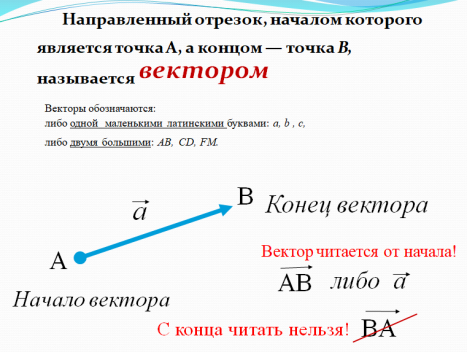 Направленный отрезок, началом которого
является точка А, а концом — точка В,
называется вектором
Векторы обозначаются:
либо одной маленькими латинскими буквами: a, b , c,
либо двумя большими: AB, CD, FM.
a
B
Конец вектора
A
Начало вектора
Вектор читается от начала!
AB либо a
С конца читать нельзя! BA